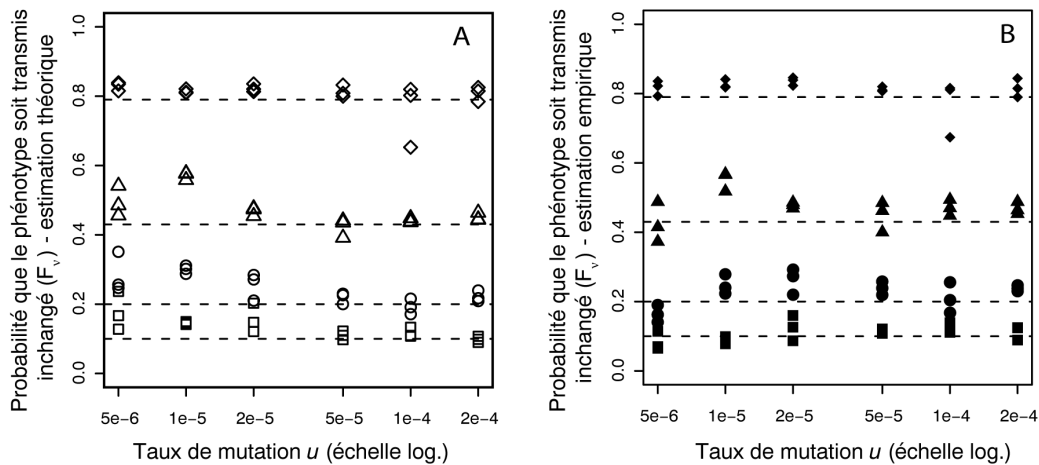 Probabilité que le phénotype soit transmis
inchangé (Fν) - estimation théorique
A
1.0
0.8
0.6
0.4
0.2
0.0
5e-6 1e-5 2e-5 5e-5 1e-4 2e-4
Taux de mutation u (échelle log.)
Probabilité que le phénotype soit transmis
inchangé (Fν) - estimation empirique
B
1.0
0.8
0.6
0.4
0.2
0.0
5e-6 1e-5 2e-5 5e-5 1e-4 2e-4
Taux de mutation u (échelle log.)